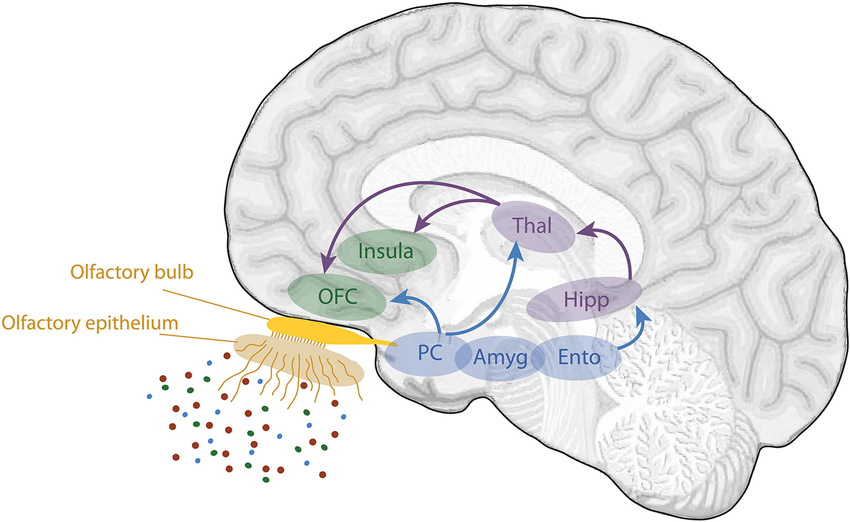 Thal
Insula
Olfactory bulb
OFC
Hipp
Olfactory epithelium
PC
Amyg
Ento